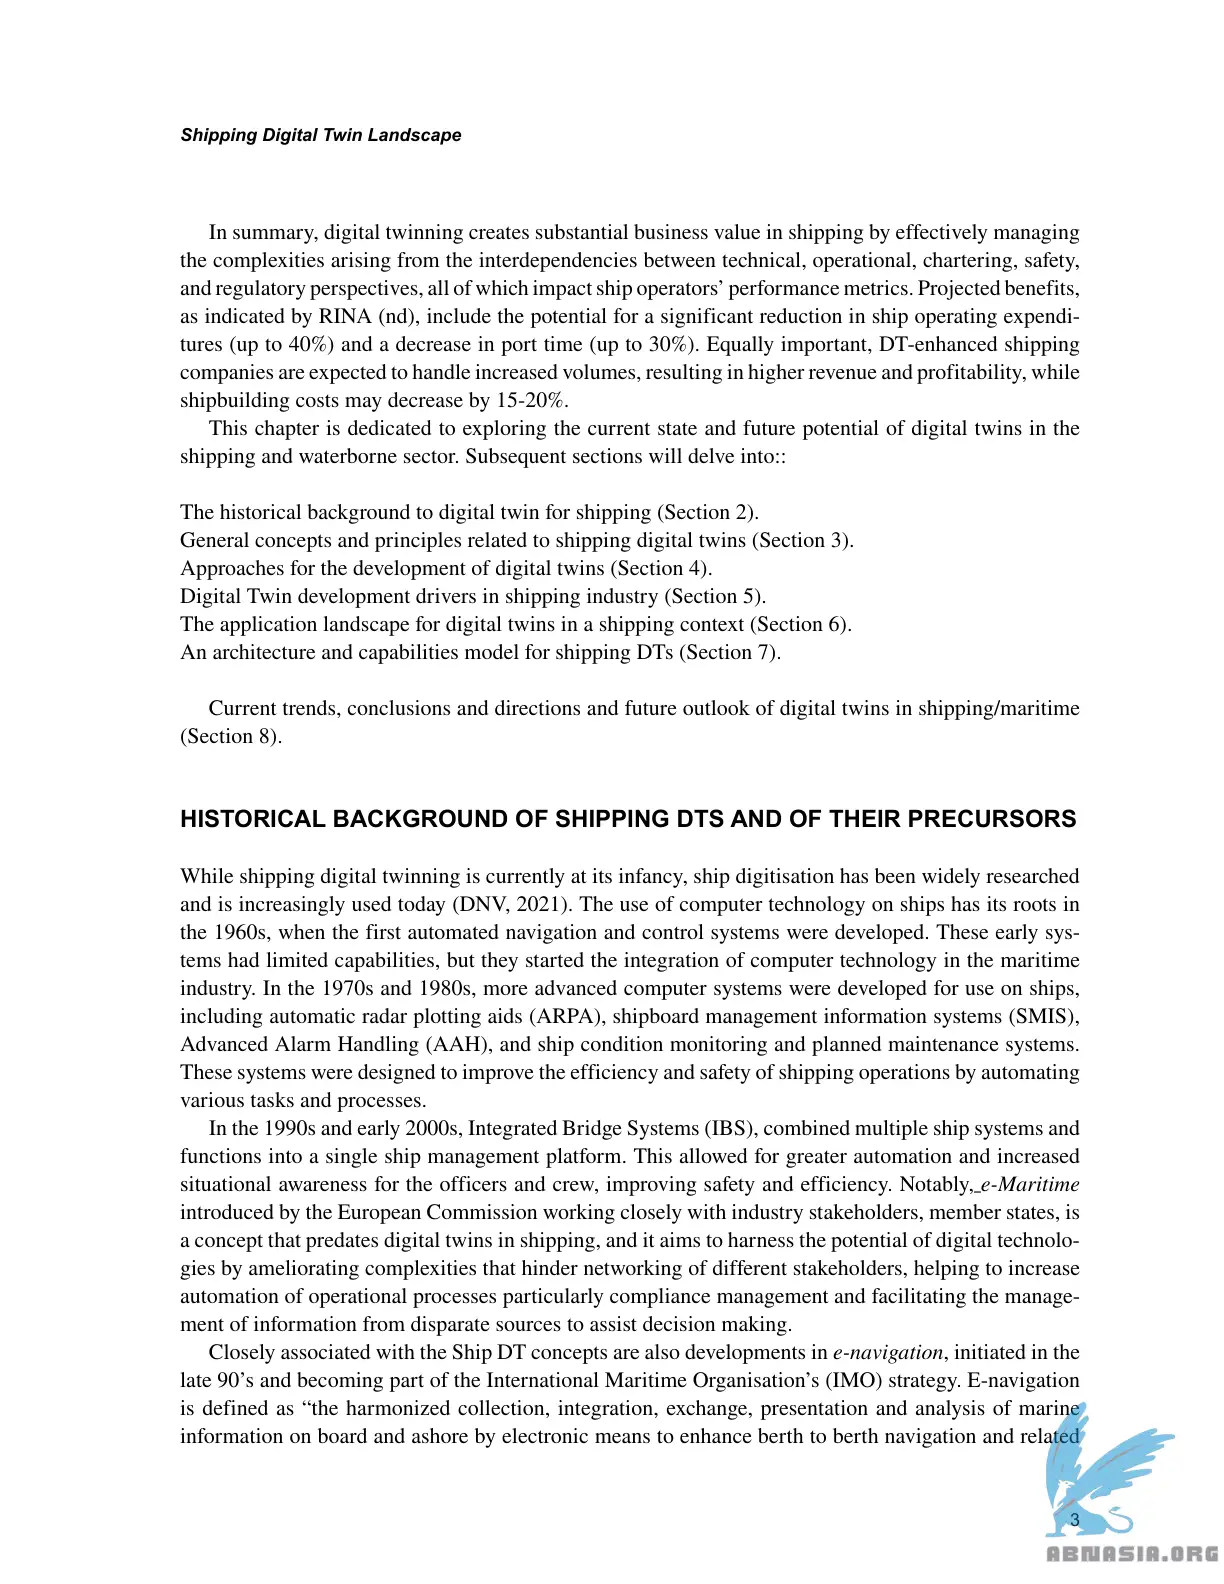 Shipping Digital Twin Landscape
In summary, digital twinning creates substantial business value in shipping by effectively managing
the complexities arising from the interdependencies between technical, operational, chartering, safety,
and regulatory perspectives, all of which impact ship operators’ performance metrics. Projected benefits,
as indicated by RINA (nd), include the potential for a significant reduction in ship operating expendi-
tures (up to 40%) and a decrease in port time (up to 30%). Equally important, DT-enhanced shipping
companies are expected to handle increased volumes, resulting in higher revenue and profitability, while
shipbuilding costs may decrease by 15-20%.
This chapter is dedicated to exploring the current state and future potential of digital twins in the
shipping and waterborne sector. Subsequent sections will delve into::
The historical background to digital twin for shipping (Section 2).
General concepts and principles related to shipping digital twins (Section 3).
Approaches for the development of digital twins (Section 4).
Digital Twin development drivers in shipping industry (Section 5).
The application landscape for digital twins in a shipping context (Section 6).
An architecture and capabilities model for shipping DTs (Section 7).
Current trends, conclusions and directions and future outlook of digital twins in shipping/maritime
(Section 8).
HISTORICAL BACKGROUND OF SHIPPING DTS AND OF THEIR PRECURSORS
While shipping digital twinning is currently at its infancy, ship digitisation has been widely researched
and is increasingly used today (DNV, 2021). The use of computer technology on ships has its roots in
the 1960s, when the first automated navigation and control systems were developed. These early sys-
tems had limited capabilities, but they started the integration of computer technology in the maritime
industry. In the 1970s and 1980s, more advanced computer systems were developed for use on ships,
including automatic radar plotting aids (ARPA), shipboard management information systems (SMIS),
Advanced Alarm Handling (AAH), and ship condition monitoring and planned maintenance systems.
These systems were designed to improve the efficiency and safety of shipping operations by automating
various tasks and processes.
In the 1990s and early 2000s, Integrated Bridge Systems (IBS), combined multiple ship systems and
functions into a single ship management platform. This allowed for greater automation and increased
situational awareness for the officers and crew, improving safety and efficiency. Notably,_e-Maritime
introduced by the European Commission working closely with industry stakeholders, member states, is
a concept that predates digital twins in shipping, and it aims to harness the potential of digital technolo-
gies by ameliorating complexities that hinder networking of different stakeholders, helping to increase
automation of operational processes particularly compliance management and facilitating the manage-
ment of information from disparate sources to assist decision making.
Closely associated with the Ship DT concepts are also developments in e-navigation, initiated in the
late 90’s and becoming part of the International Maritime Organisation’s (IMO) strategy. E-navigation
is defined as “the harmonized collection, integration, exchange, presentation and analysis of marine
information on board and ashore by electronic means to enhance berth to berth navigation and related
3
ABNASIA.ORG